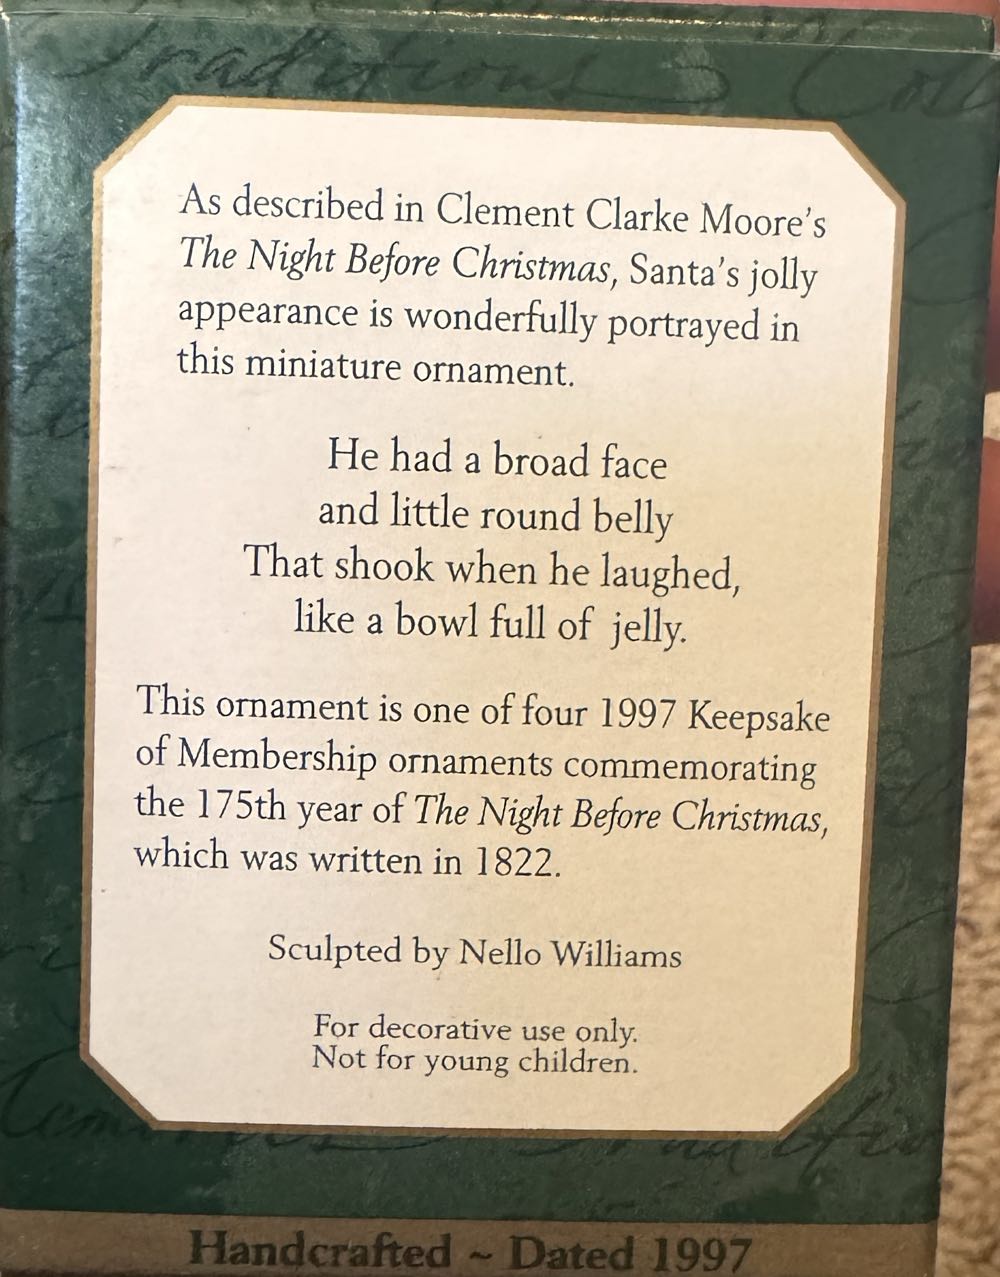 Traditions Coll
As described in Clement Clarke Moore's
The Night Before Christmas, Santa's jolly
appearance is wonderfully portrayed in
this miniature ornament.
He had a broad face
and little round belly
That shook when he laughed,
like a bowl full of jelly.
This ornament is one of four 1997 Keepsake
of Membership ornaments commemorating
the 175th year of The Night Before Christmas,
which was written in 1822.
Sculpted by Nello Williams
For decorative use only.
Not for young children.
Handcrafted ~ Dated 1997